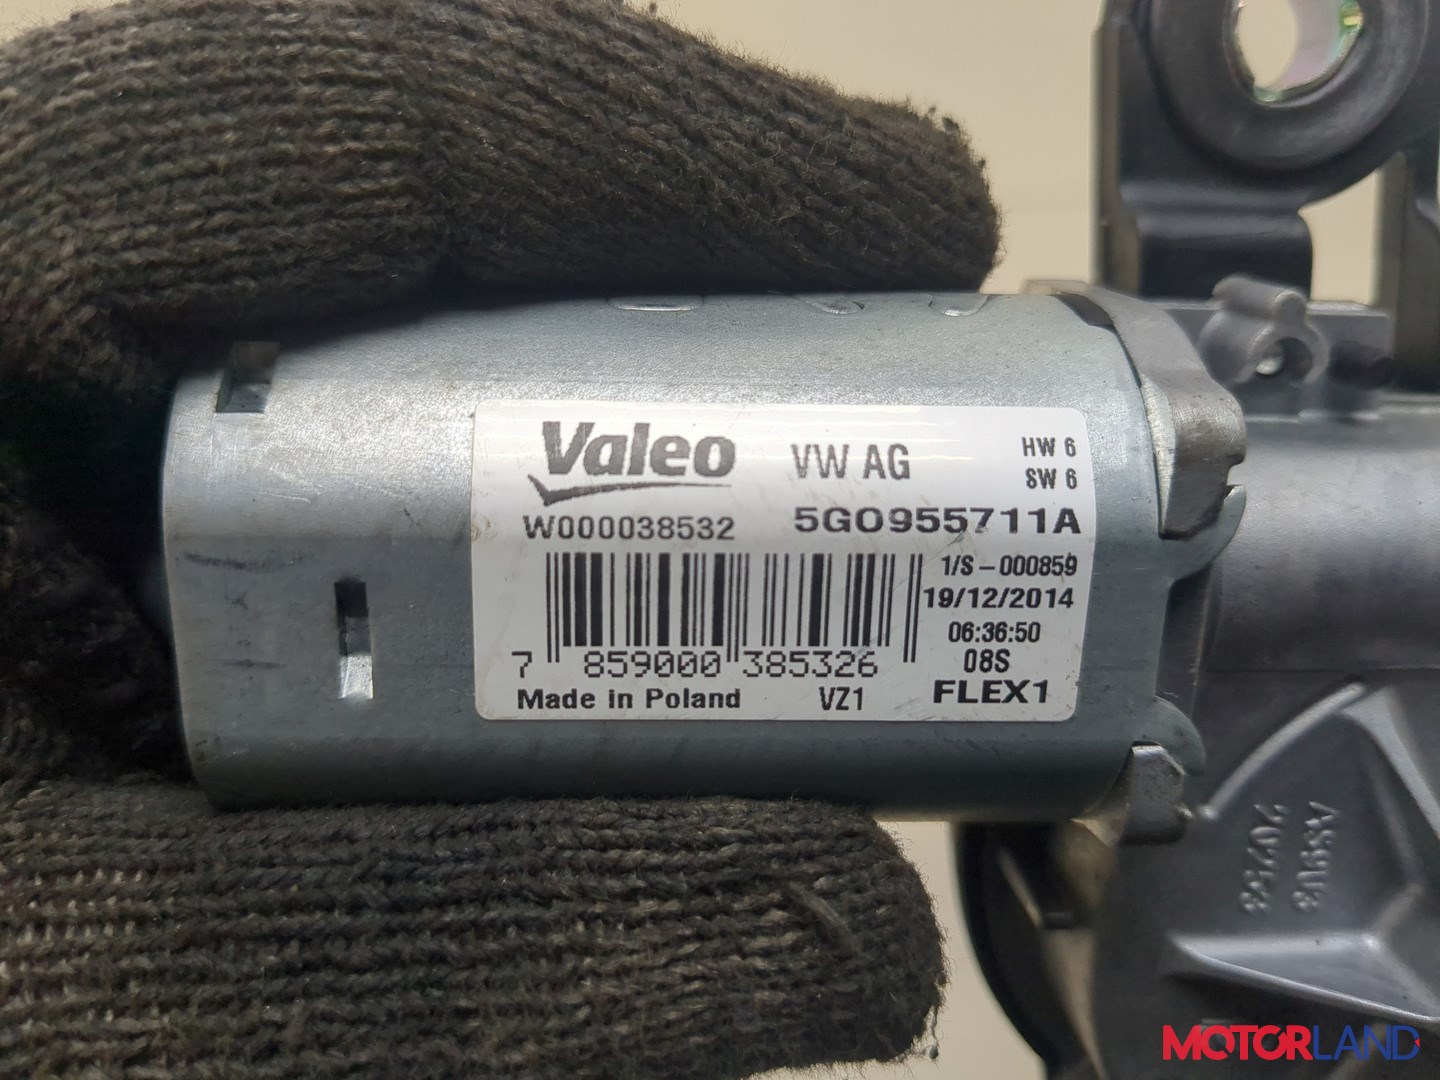 Valeo
VW AG
HW 6
SW 6
W000038532
5G0955711A
1/S - 000859
19/12/2014
06:36:50
08S
7 859000 385326
Made in Poland
VZ1
FLEX1
MOTORLAND